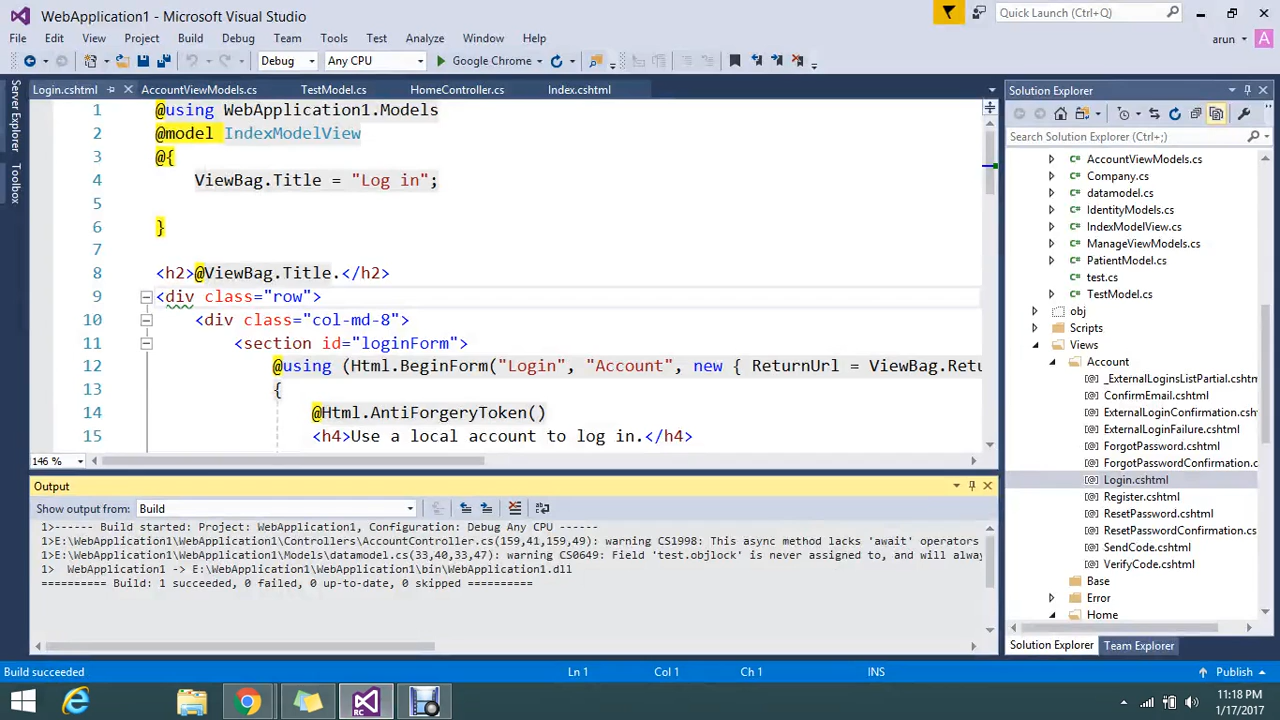 WebApplication1 - Microsoft Visual Studio
Quick Launch (Ctrl+Q)
File Edit View Project Build Debug Team Tools Test Analyze Window Help
arun A
Debug Any CPU Google Chrome
Server Explorer
Toolbox
Login.cshtml AccountViewModels.cs TestModel.cs HomeController.cs Index.cshtml
1 @using WebApplication1.Models
2 @model IndexModelView
3 @{
4 ViewBag.Title = "Log in";
5
6 }
7
8 <h2>@ViewBag.Title.</h2>
9 <div class="row">
10 <div class="col-md-8">
11 <section id="loginForm">
12 @using (Html.BeginForm("Login", "Account", new { ReturnUrl = ViewBag.Retu
13 {
14 @Html.AntiForgeryToken()
15 <h4>Use a local account to log in.</h4>
146 %
Output
Show output from: Build
1>------ Build started: Project: WebApplication1, Configuration: Debug Any CPU ------
1>E:\WebApplication1\WebApplication1\Controllers\AccountController.cs(159,41,159,49): warning CS1998: This async method lacks 'await' operators
1>E:\WebApplication1\WebApplication1\Models\datamodel.cs(33,40,33,47): warning CS0649: Field 'test.objlock' is never assigned to, and will alwa
1> WebApplication1 -> E:\WebApplication1\WebApplication1\bin\WebApplication1.dll
========== Build: 1 succeeded, 0 failed, 0 up-to-date, 0 skipped ==========
Solution Explorer
Search Solution Explorer (Ctrl+;)
C# AccountViewModels.cs
C# Company.cs
C# datamodel.cs
C# IdentityModels.cs
C# IndexModelView.cs
C# ManageViewModels.cs
C# PatientModel.cs
C# test.cs
C# TestModel.cs
obj
Scripts
Views
Account
[@] _ExternalLoginsListPartial.cshtm
[@] ConfirmEmail.cshtml
[@] ExternalLoginConfirmation.csht
[@] ExternalLoginFailure.cshtml
[@] ForgotPassword.cshtml
[@] ForgotPasswordConfirmation.c
[@] Login.cshtml
[@] Register.cshtml
[@] ResetPassword.cshtml
[@] ResetPasswordConfirmation.cs
[@] SendCode.cshtml
[@] VerifyCode.cshtml
Base
Error
Home
Solution Explorer Team Explorer
Build succeeded Ln 1 Col 1 Ch 1 INS Publish
RC
11:18 PM
1/17/2017